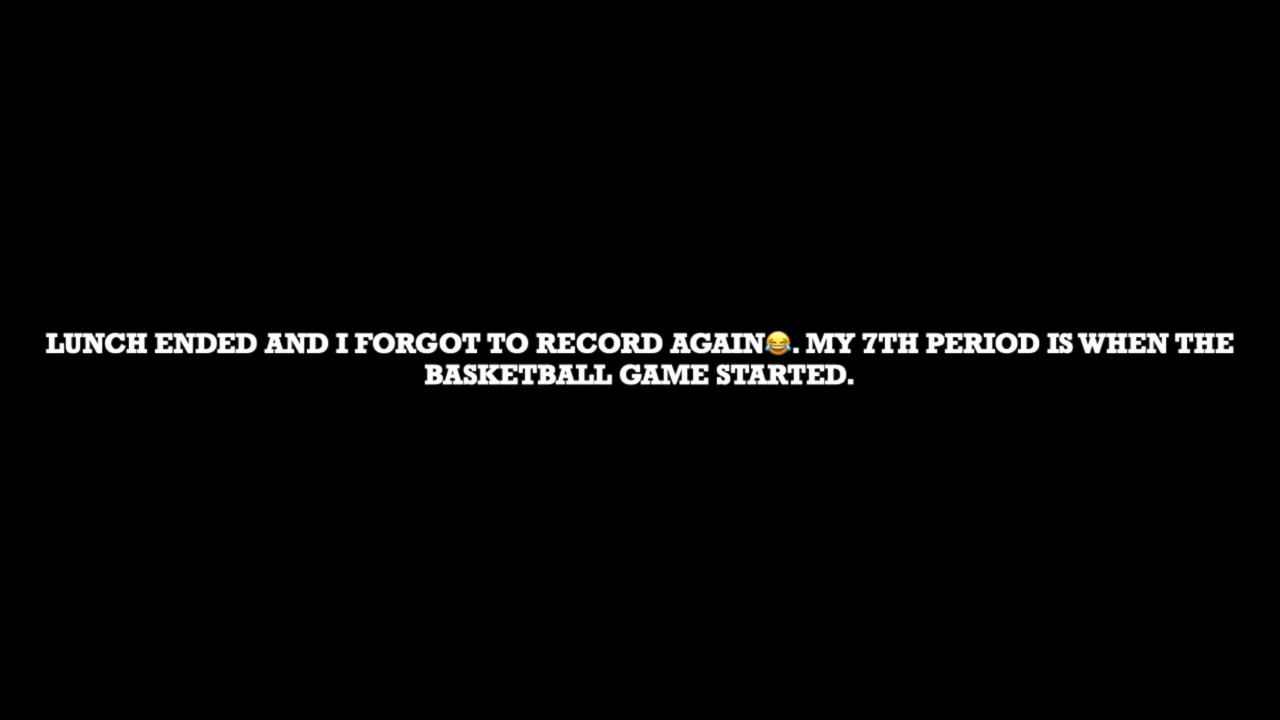 LUNCH ENDED AND I FORGOT TO RECORD AGAIN😂. MY 7TH PERIOD IS WHEN THE
BASKETBALL GAME STARTED.